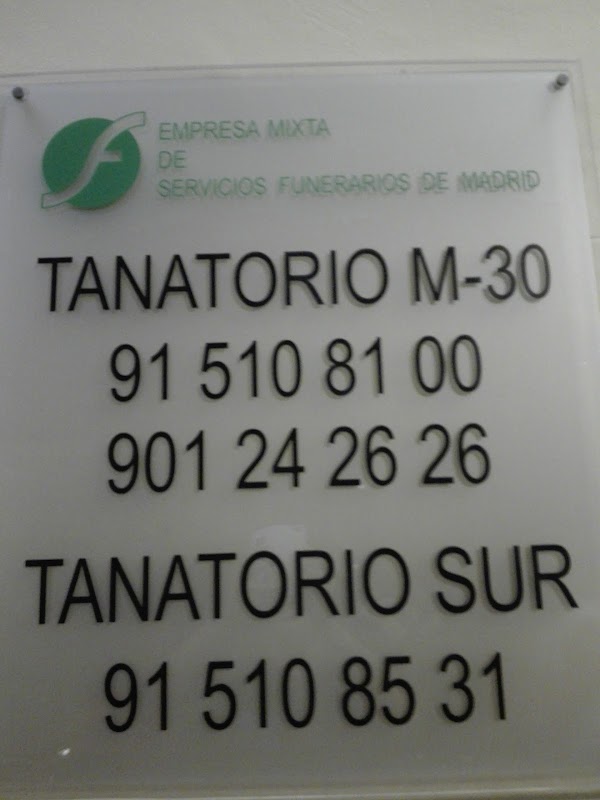 EMPRESA MIXTA
DE
SERVICIOS FUNERARIOS DE MADRID
TANATORIO M-30
91 510 81 00
901 24 26 26
TANATORIO SUR
91 510 85 31